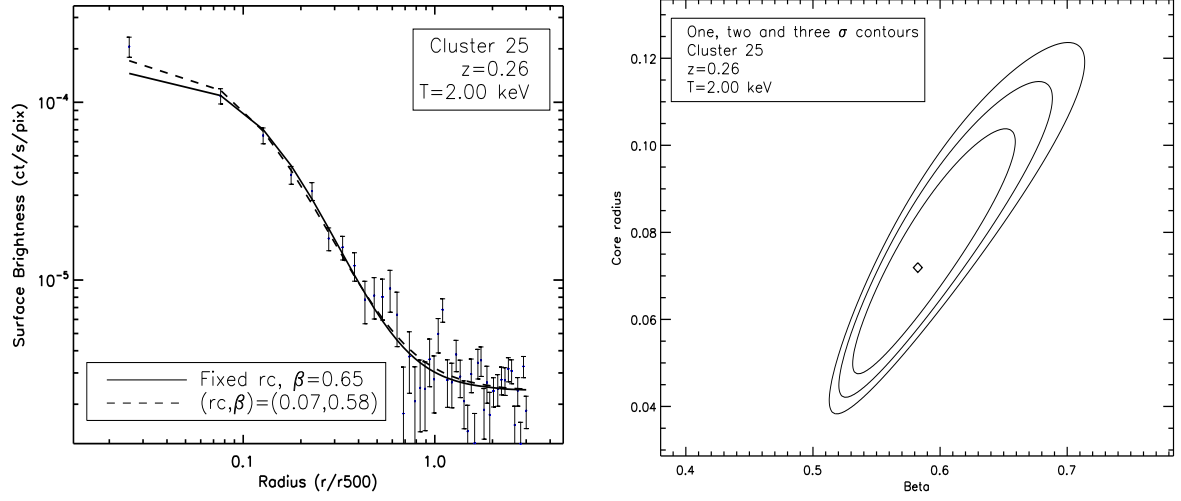 Cluster 25
z=0.26
T=2.00 keV
10⁻⁴
10⁻⁵
Surface Brightness (ct/s/pix)
Fixed rc, β=0.65
(rc,β)=(0.07,0.58)
0.1
1.0
Radius (r/r500)
One, two and three σ contours
Cluster 25
z=0.26
T=2.00 keV
0.12
0.10
0.08
0.06
0.04
Core radius
0.4
0.5
0.6
0.7
Beta